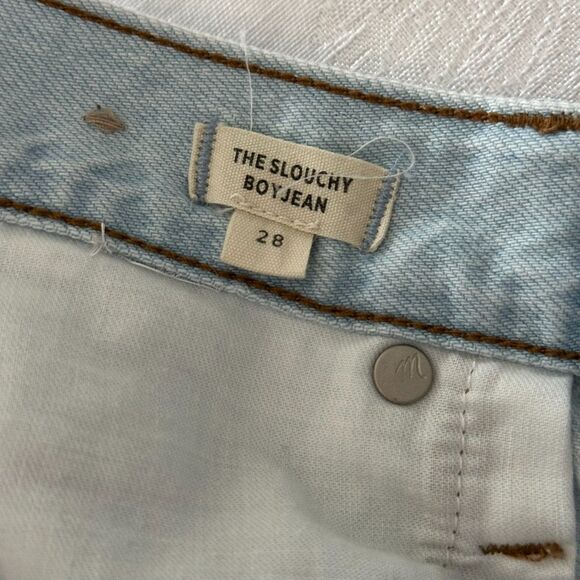 THE SLOUCHY
BOYJEAN
28
m